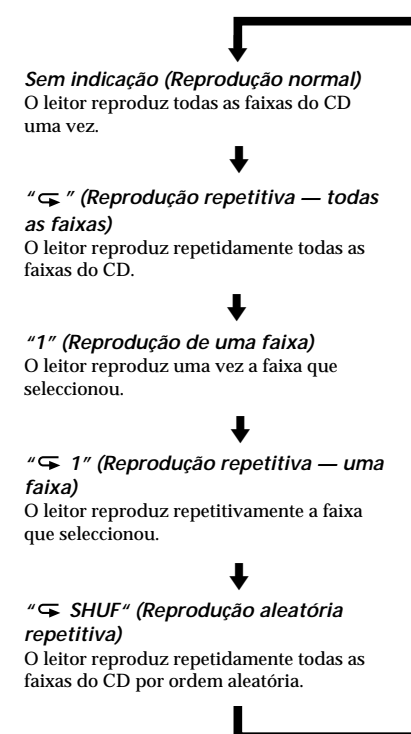 Sem indicação (Reprodução normal)
O leitor reproduz todas as faixas do CD
uma vez.
“⮎ ” (Reprodução repetitiva — todas
as faixas)
O leitor reproduz repetidamente todas as
faixas do CD.
“1” (Reprodução de uma faixa)
O leitor reproduz uma vez a faixa que
seleccionou.
“⮎ 1” (Reprodução repetitiva — uma
faixa)
O leitor reproduz repetitivamente a faixa
que seleccionou.
“⮎ SHUF“ (Reprodução aleatória
repetitiva)
O leitor reproduz repetidamente todas as
faixas do CD por ordem aleatória.